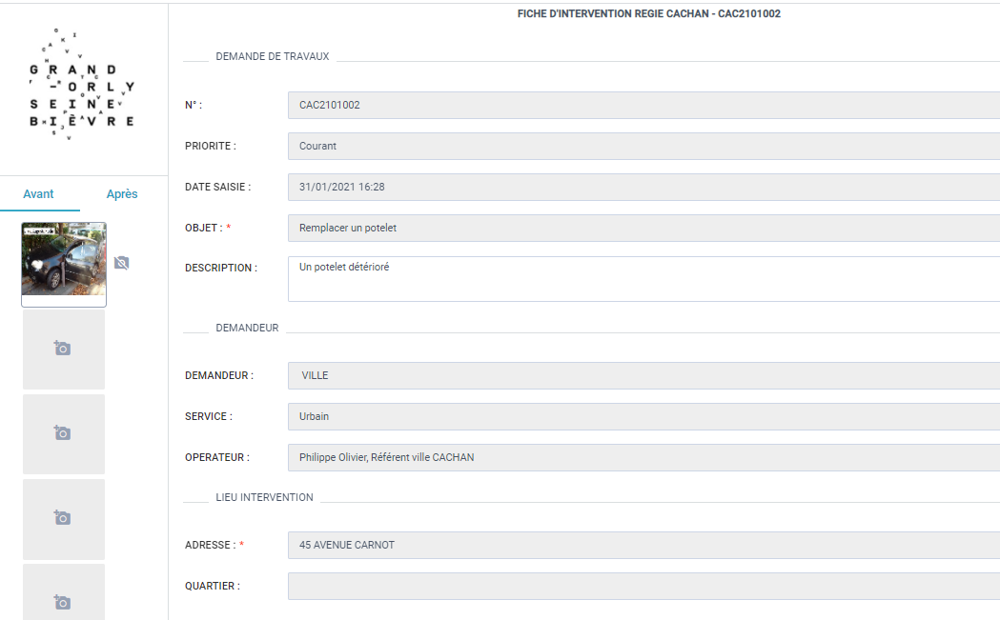 FICHE D'INTERVENTION REGIE CACHAN - CAC2101002
GRAND
-ORLY
SEINE
BIÈVRE
Avant
Après
DEMANDE DE TRAVAUX
N° :
CAC2101002
PRIORITE :
Courant
DATE SAISIE :
31/01/2021 16:28
OBJET : *
Remplacer un potelet
DESCRIPTION :
Un potelet détérioré
DEMANDEUR
DEMANDEUR :
VILLE
SERVICE :
Urbain
OPERATEUR :
Philippe Olivier, Référent ville CACHAN
LIEU INTERVENTION
ADRESSE : *
45 AVENUE CARNOT
QUARTIER :